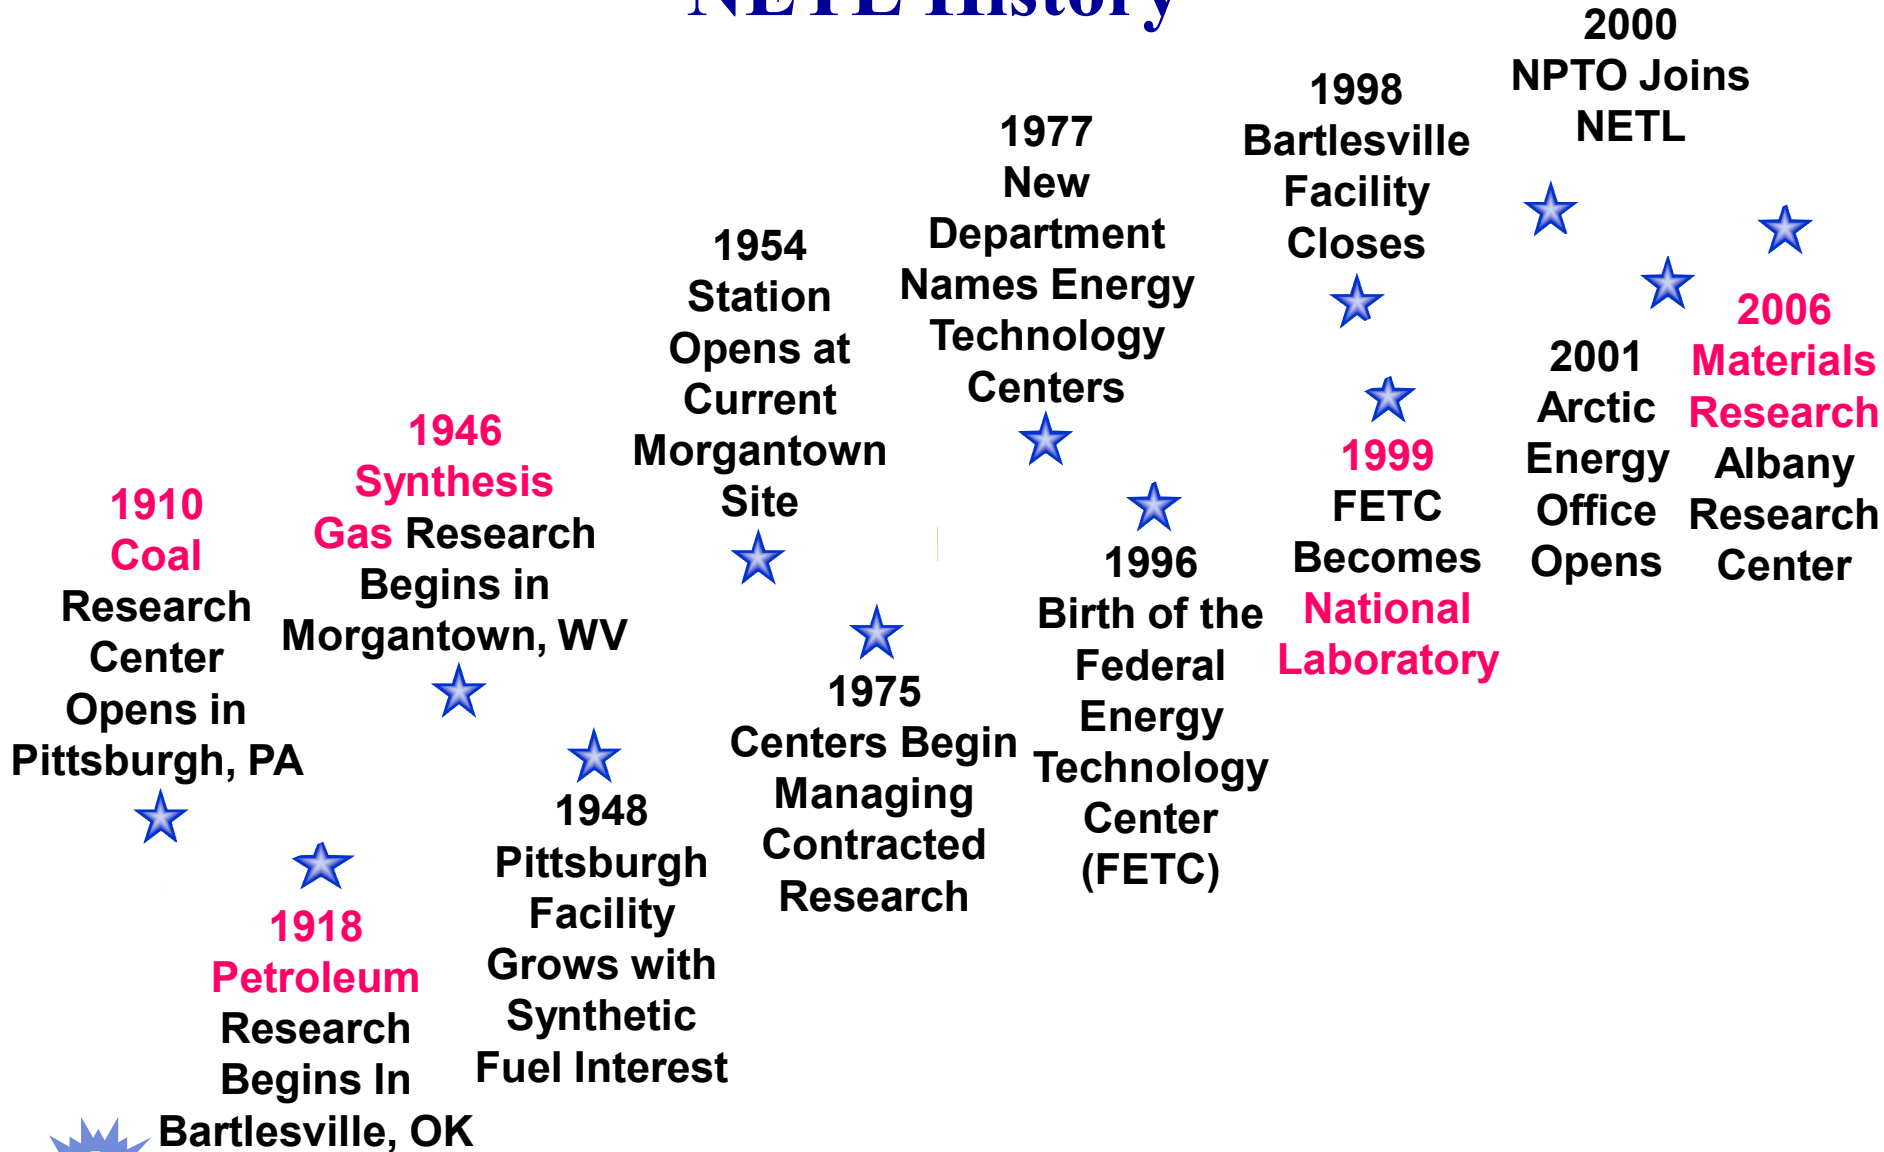 NETL History
1910
Coal
Research
Center
Opens in
Pittsburgh, PA
1918
Petroleum
Research
Begins In
Bartlesville, OK
1946
Synthesis
Gas Research
Begins in
Morgantown, WV
1948
Pittsburgh
Facility
Grows with
Synthetic
Fuel Interest
1954
Station
Opens at
Current
Morgantown
Site
1975
Centers Begin
Managing
Contracted
Research
1977
New
Department
Names Energy
Technology
Centers
1996
Birth of the
Federal
Energy
Technology
Center
(FETC)
1998
Bartlesville
Facility
Closes
1999
FETC
Becomes
National
Laboratory
2000
NPTO Joins
NETL
2001
Arctic
Energy
Office
Opens
2006
Materials
Research
Albany
Research
Center